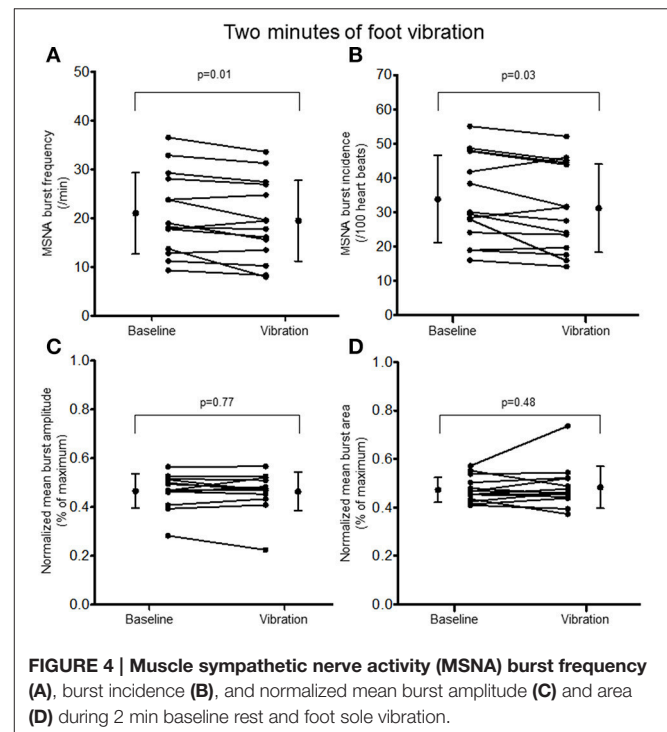 Two minutes of foot vibration
A
p=0.01
50
40
30
20
10
0
MSNA burst frequency
(/min)
Baseline
Vibration
B
p=0.03
70
60
50
40
30
20
10
0
MSNA burst incidence
(/100 heart beats)
Baseline
Vibration
C
p=0.77
1.0
0.8
0.6
0.4
0.2
0.0
Normalized mean burst amplitude
(% of maximum)
Baseline
Vibration
D
p=0.48
1.0
0.8
0.6
0.4
0.2
0.0
Normalized mean burst area
(% of maximum)
Baseline
Vibration
FIGURE 4 | Muscle sympathetic nerve activity (MSNA) burst frequency
(A), burst incidence (B), and normalized mean burst amplitude (C) and area
(D) during 2 min baseline rest and foot sole vibration.